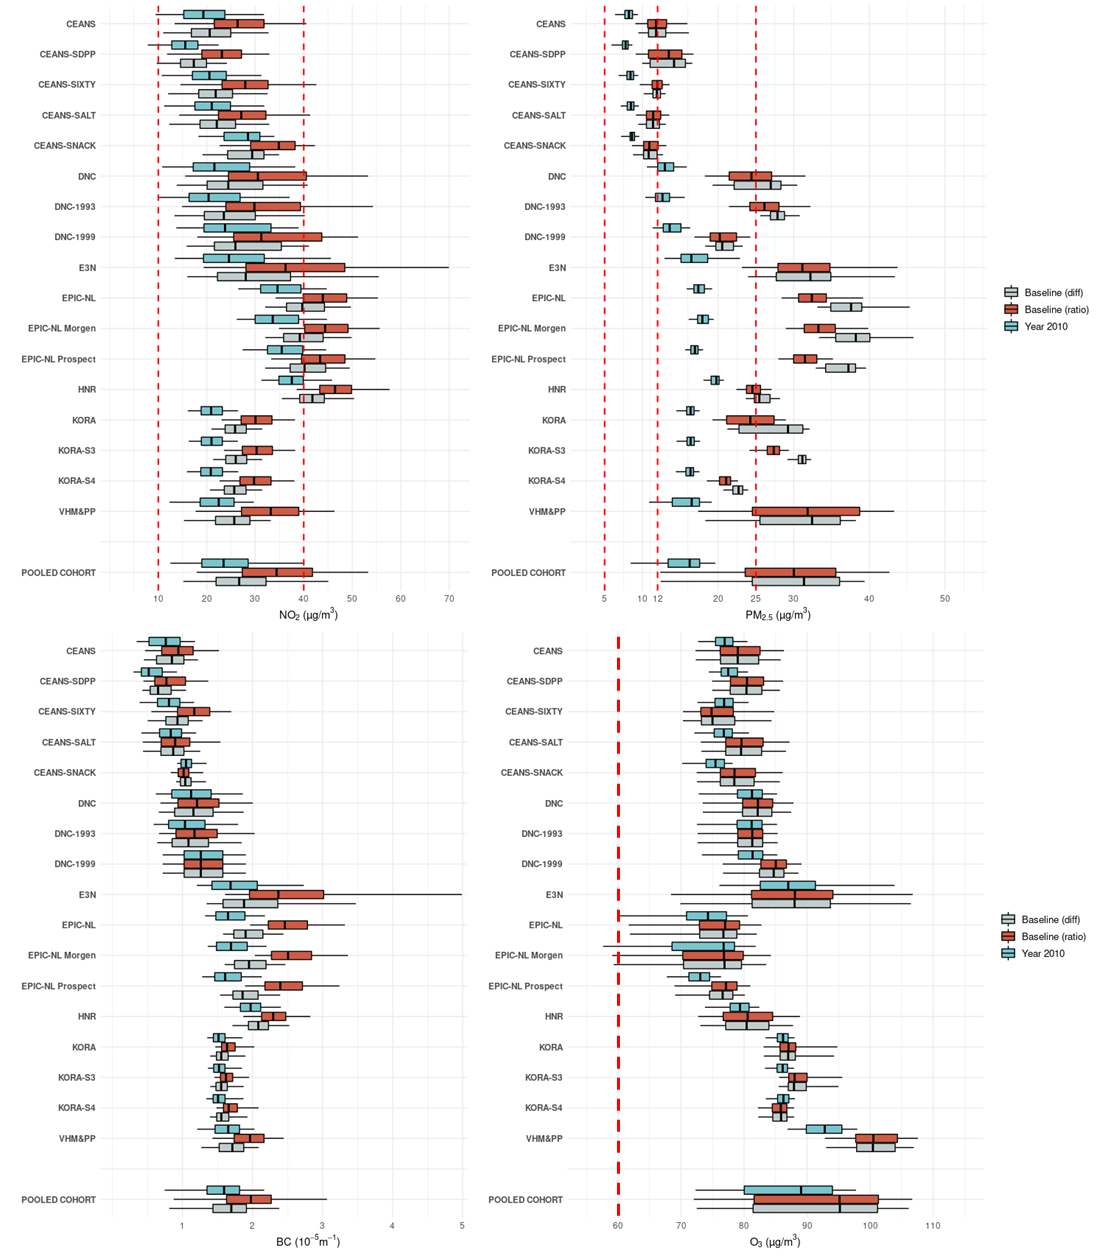 CEANS
CEANS-SDPP
CEANS-SIXTY
CEANS-SALT
CEANS-SNACK
DNC
DNC-1993
DNC-1999
E3N
EPIC-NL
EPIC-NL Morgen
EPIC-NL Prospect
HNR
KORA
KORA-S3
KORA-S4
VHM&PP
POOLED COHORT
10 20 30 40 50 60 70
NO₂ (µg/m³)
CEANS
CEANS-SDPP
CEANS-SIXTY
CEANS-SALT
CEANS-SNACK
DNC
DNC-1993
DNC-1999
E3N
EPIC-NL
EPIC-NL Morgen
EPIC-NL Prospect
HNR
KORA
KORA-S3
KORA-S4
VHM&PP
POOLED COHORT
5 10 12 20 25 30 40 50
PM₂.₅ (µg/m³)
Baseline (diff)
Baseline (ratio)
Year 2010
CEANS
CEANS-SDPP
CEANS-SIXTY
CEANS-SALT
CEANS-SNACK
DNC
DNC-1993
DNC-1999
E3N
EPIC-NL
EPIC-NL Morgen
EPIC-NL Prospect
HNR
KORA
KORA-S3
KORA-S4
VHM&PP
POOLED COHORT
1 2 3 4 5
BC (10⁻⁵m⁻¹)
CEANS
CEANS-SDPP
CEANS-SIXTY
CEANS-SALT
CEANS-SNACK
DNC
DNC-1993
DNC-1999
E3N
EPIC-NL
EPIC-NL Morgen
EPIC-NL Prospect
HNR
KORA
KORA-S3
KORA-S4
VHM&PP
POOLED COHORT
60 70 80 90 100 110
O₃ (µg/m³)
Baseline (diff)
Baseline (ratio)
Year 2010